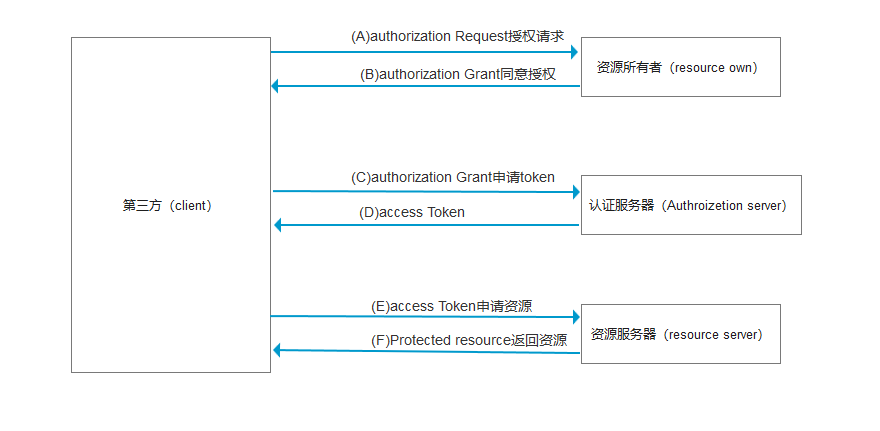 (A)authorization Request授权请求
资源所有者（resource own）
(B)authorization Grant同意授权
(C)authorization Grant申请token
第三方（client）
认证服务器（Authroizetion server）
(D)access Token
(E)access Token申请资源
资源服务器（resource server）
(F)Protected resource返回资源